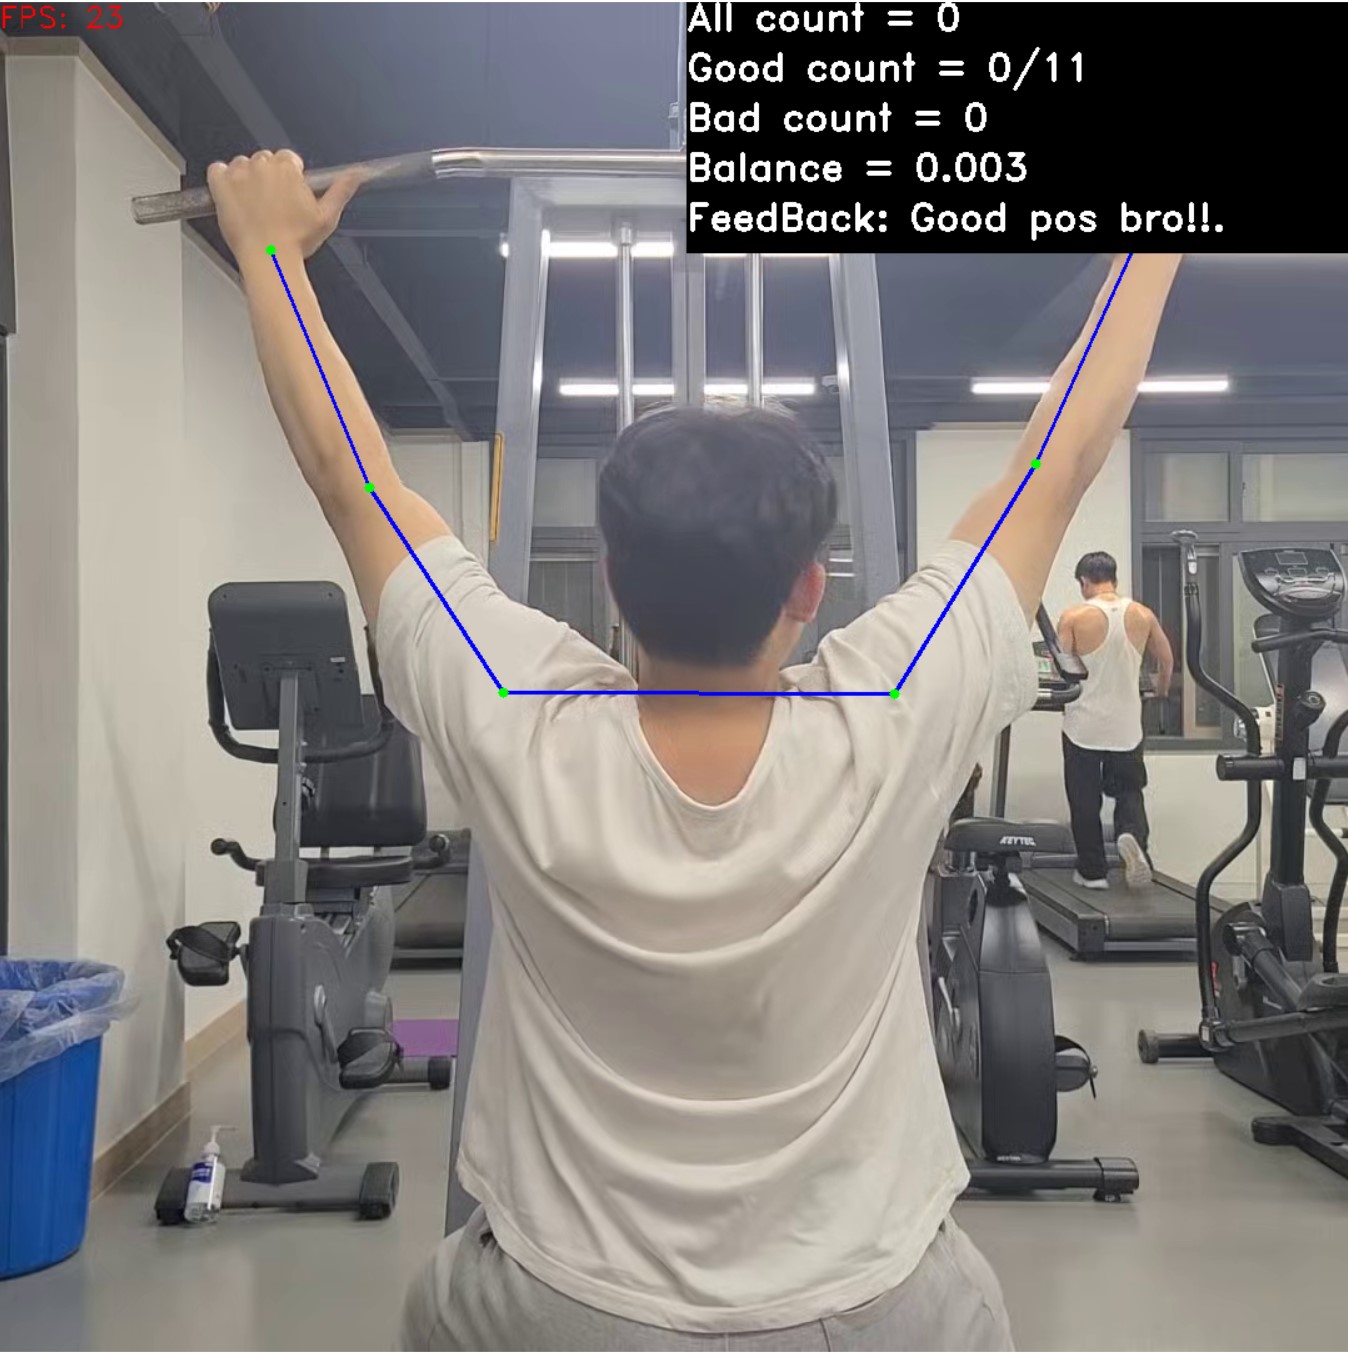 FPS: 23
All count = 0
Good count = 0/11
Bad count = 0
Balance = 0.003
FeedBack: Good pos bro!!.
KEYTEC